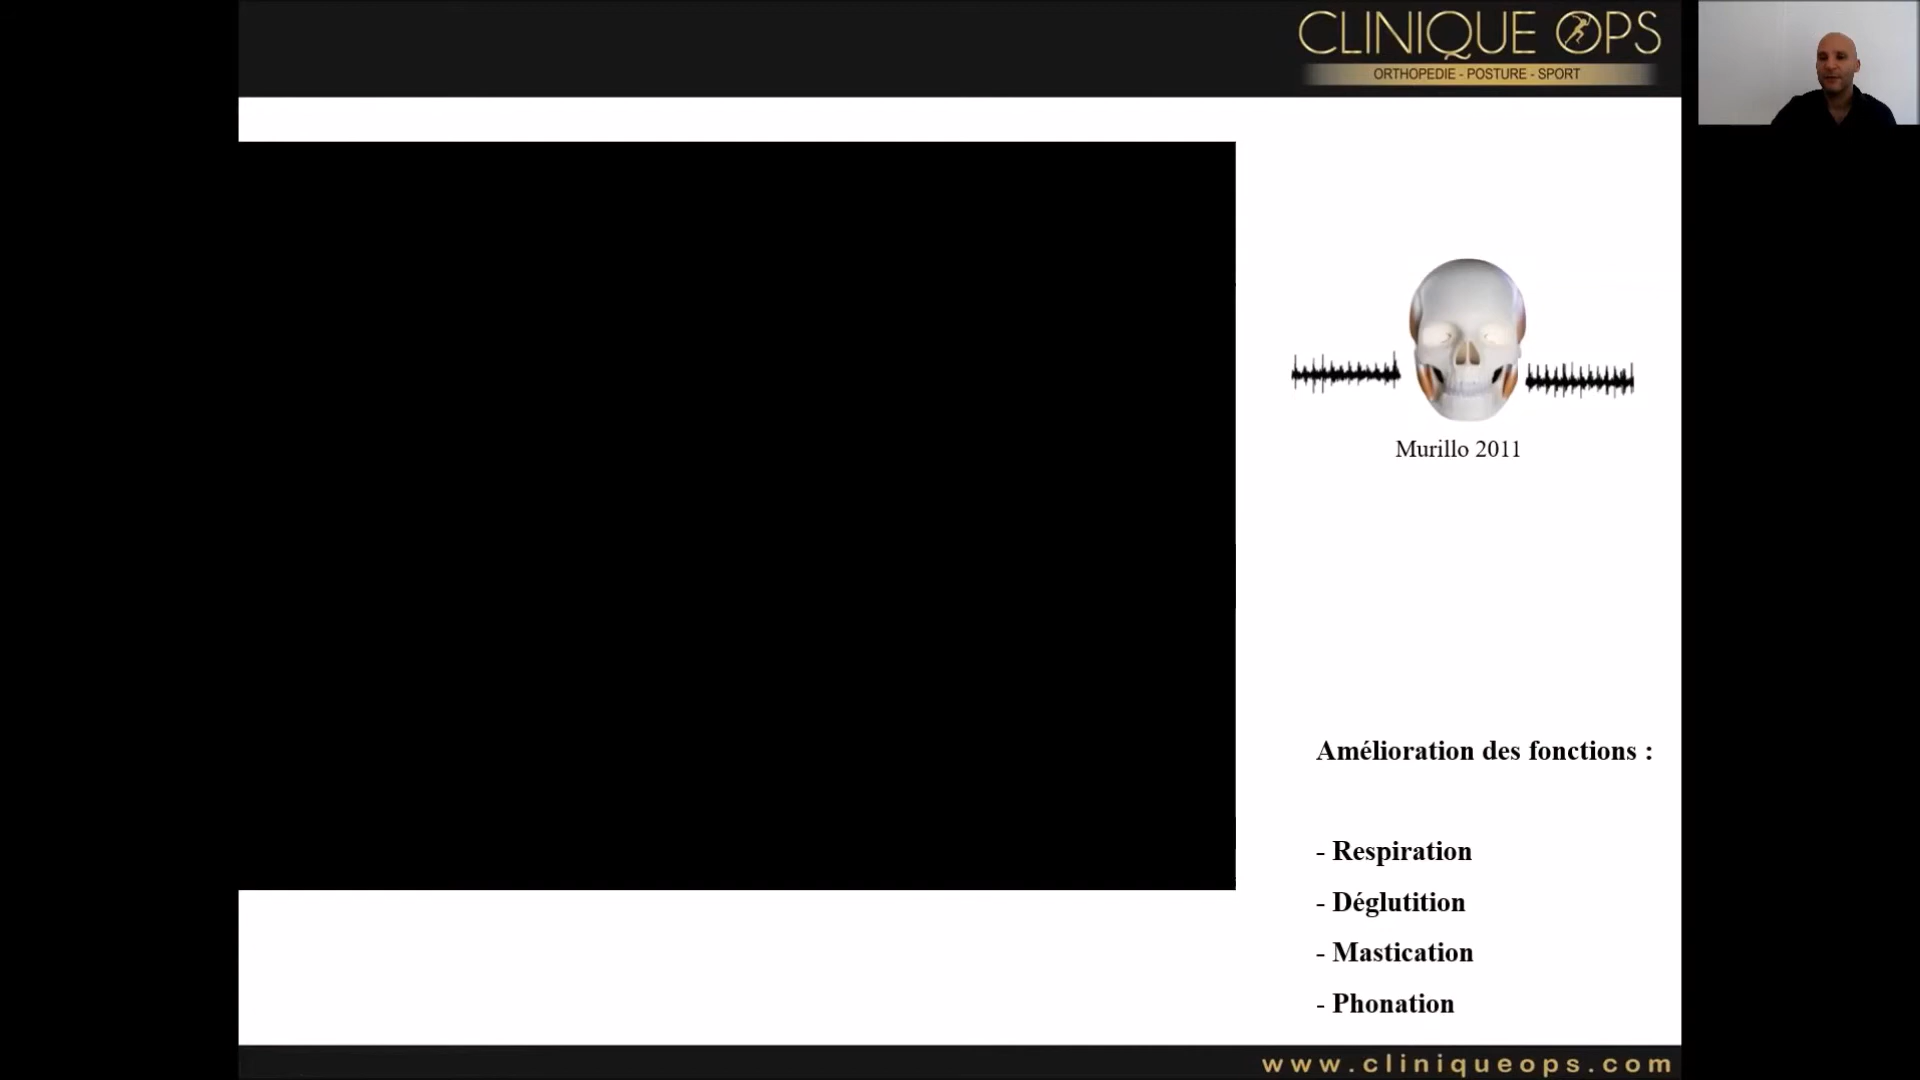 CLINIQUE OPS
ORTHOPEDIE - POSTURE - SPORT
Murillo 2011
Amélioration des fonctions :
- Respiration
- Déglutition
- Mastication
- Phonation
www.cliniqueops.com